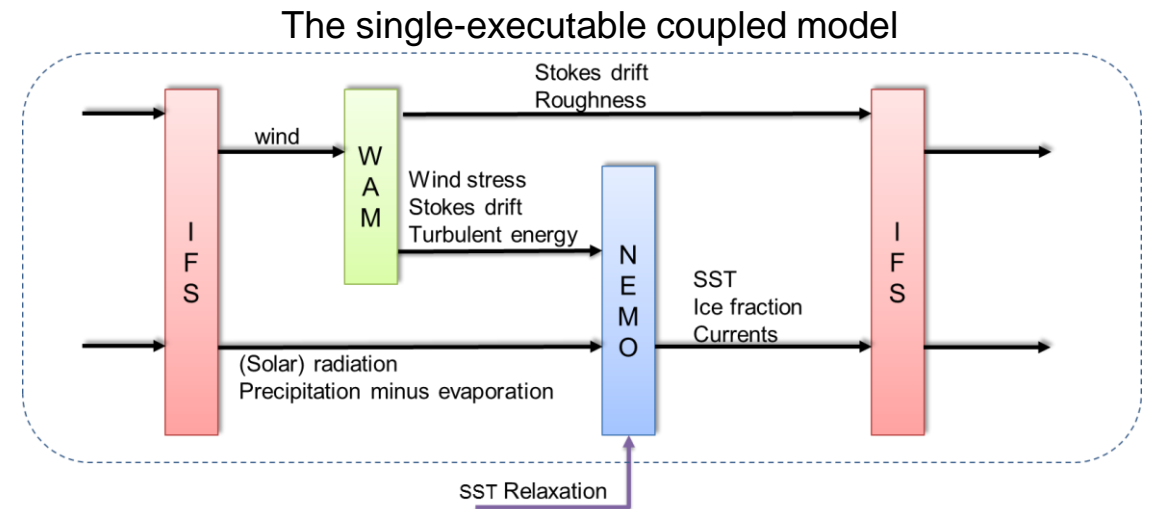 The single-executable coupled model
Stokes drift
Roughness
wind
W
A
M
Wind stress
Stokes drift
Turbulent energy
I
F
S
N
E
M
O
SST
Ice fraction
Currents
I
F
S
(Solar) radiation
Precipitation minus evaporation
SST Relaxation